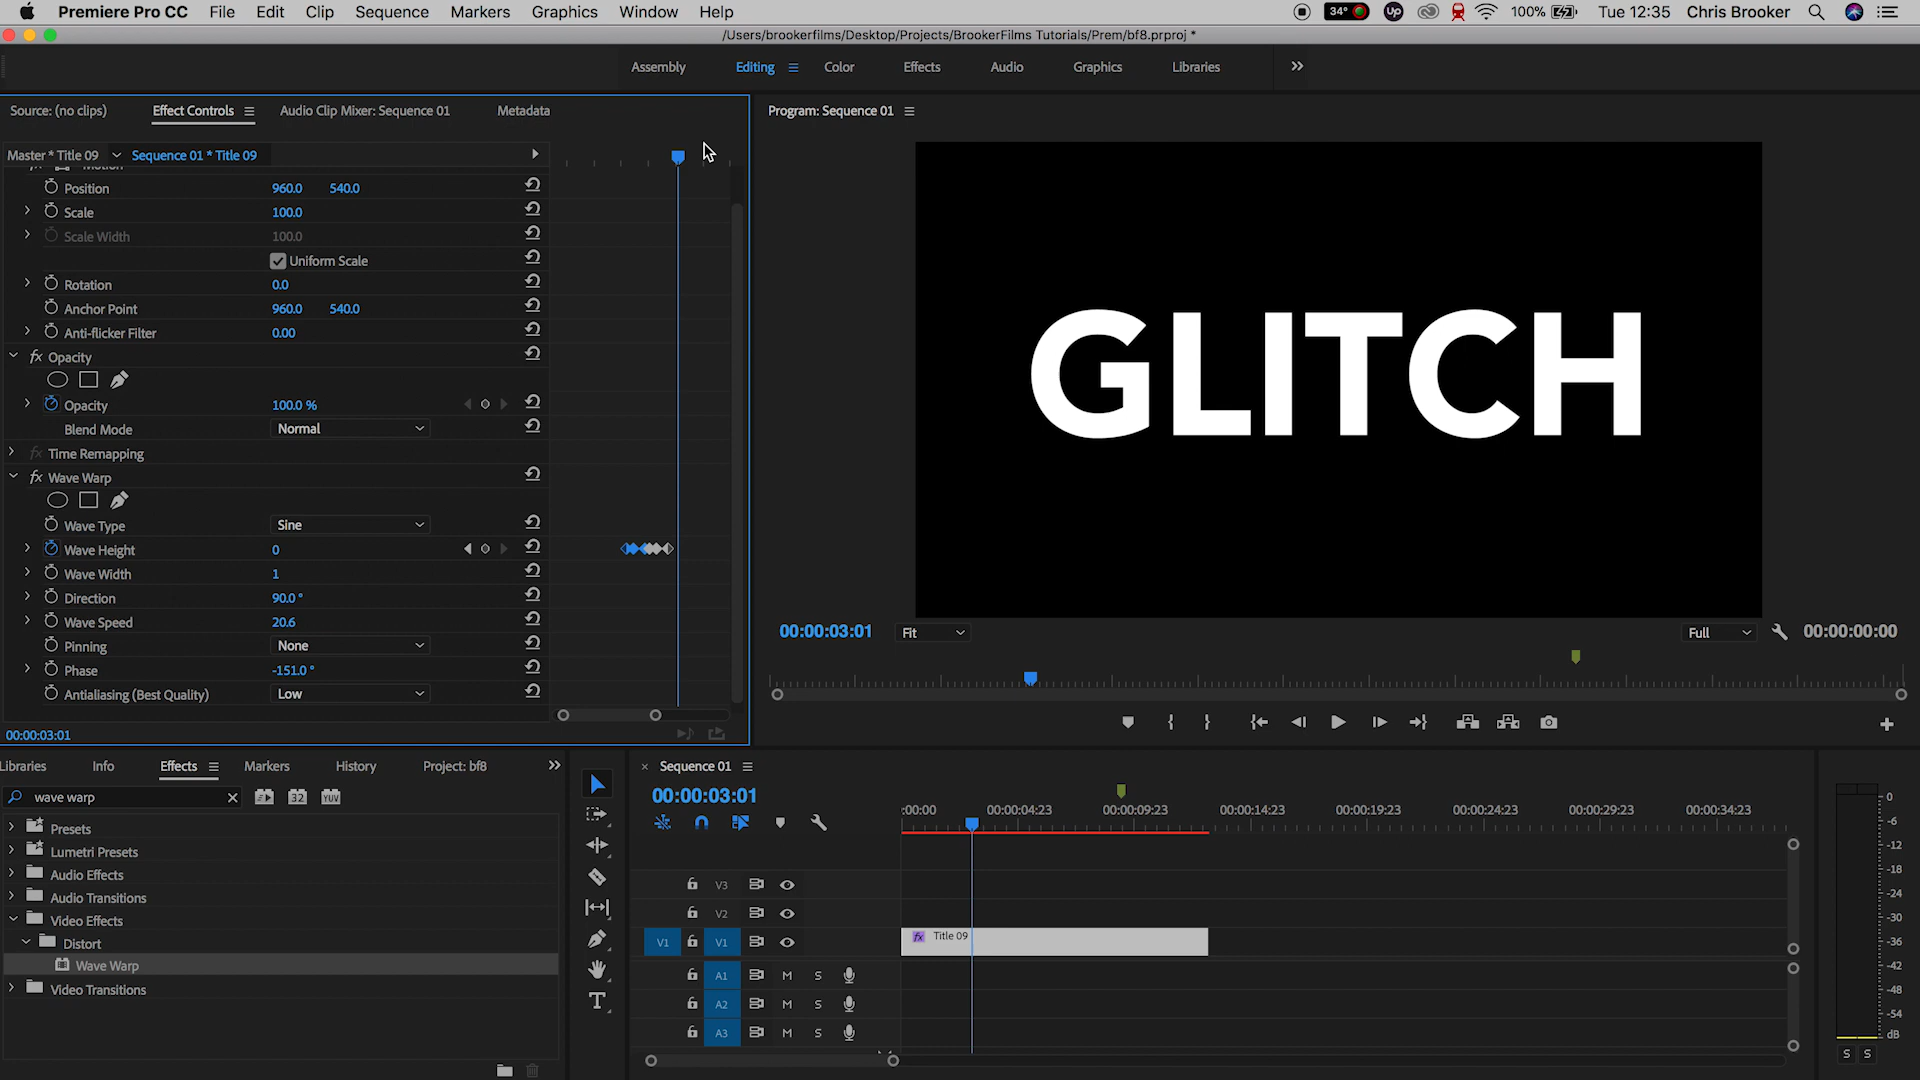 Premiere Pro CC File Edit Clip Sequence Markers Graphics Window Help 34° Up 100% Tue 12:35 Chris Brooker
/Users/brookerfilms/Desktop/Projects/BrookerFilms Tutorials/Prem/bf8.prproj *
Assembly Editing Color Effects Audio Graphics Libraries
Source: (no clips) Effect Controls Audio Clip Mixer: Sequence 01 Metadata
Program: Sequence 01
Master * Title 09 Sequence 01 * Title 09
Position 960.0 540.0
Scale 100.0
Scale Width 100.0
Uniform Scale
Rotation 0.0
Anchor Point 960.0 540.0
Anti-flicker Filter 0.00
fx Opacity
Opacity 100.0 %
Blend Mode Normal
fx Time Remapping
fx Wave Warp
Wave Type Sine
Wave Height 0
Wave Width 1
Direction 90.0 °
Wave Speed 20.6
Pinning None
Phase -151.0 °
Antialiasing (Best Quality) Low
00:00:03:01
GLITCH
00:00:03:01 Fit Full 00:00:00:00
Libraries Info Effects Markers History Project: bf8
wave warp 32 YUV
Presets
Lumetri Presets
Audio Effects
Audio Transitions
Video Effects
Distort
Wave Warp
Video Transitions
× Sequence 01
00:00:03:01
:00:00 00:00:04:23 00:00:09:23 00:00:14:23 00:00:19:23 00:00:24:23 00:00:29:23 00:00:34:23
V3
V2
V1 V1 fx Title 09
A1 M S
A2 M S
A3 M S
0
-6
-12
-18
-24
-30
-36
-42
-48
-54
dB
S S